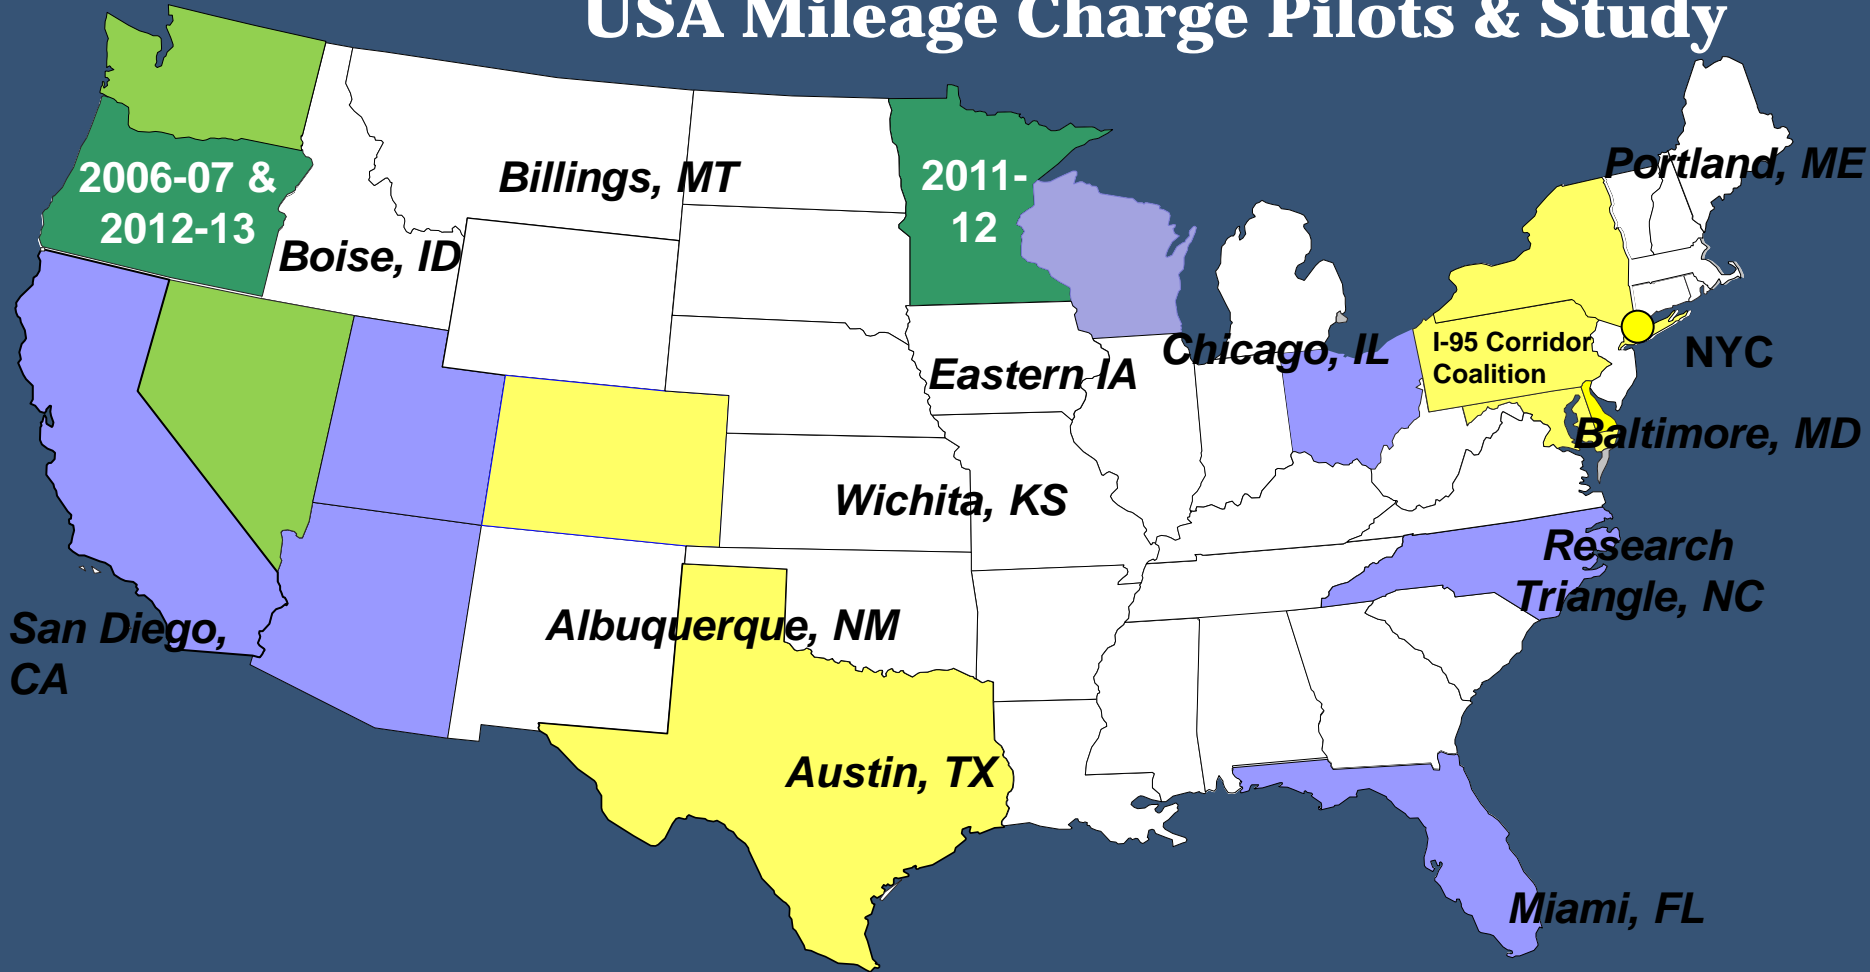 USA Mileage Charge Pilots & Study
2006-07 &
2012-13
Billings, MT
2011-
12
Portland, ME
Boise, ID
Eastern IA
Chicago, IL
I-95 Corridor
Coalition
NYC
Baltimore, MD
Wichita, KS
Research
Triangle, NC
San Diego,
CA
Albuquerque, NM
Austin, TX
Miami, FL